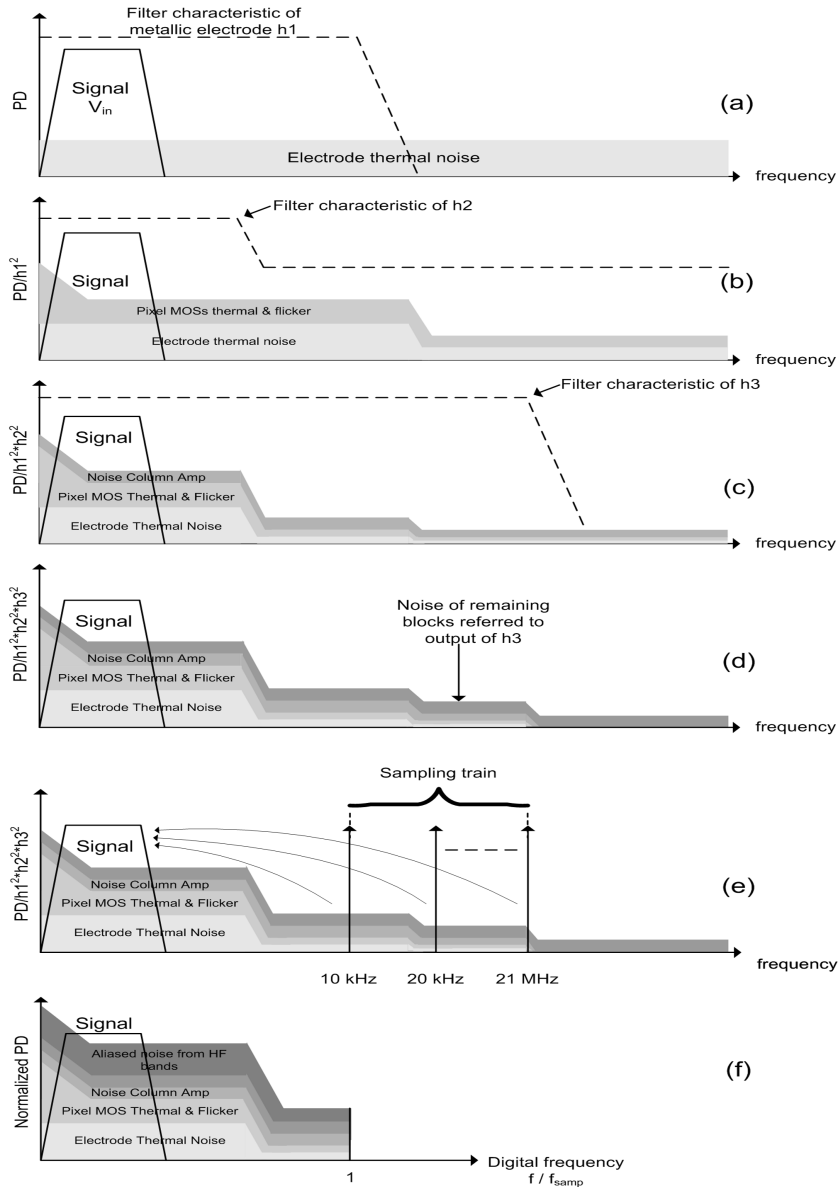 Filter characteristic of
metallic electrode h1
PD
Signal
Vin
(a)
Electrode thermal noise
frequency
Filter characteristic of h2
PD/h1²
Signal
(b)
Pixel MOSs thermal & flicker
Electrode thermal noise
frequency
Filter characteristic of h3
PD/h1²*h2²
Signal
(c)
Noise Column Amp
Pixel MOS Thermal & Flicker
Electrode Thermal Noise
frequency
PD/h1²*h2²*h3²
Signal
Noise of remaining
blocks referred to
output of h3
(d)
Noise Column Amp
Pixel MOS Thermal & Flicker
Electrode Thermal Noise
frequency
Sampling train
PD/h1²*h2²*h3²
Signal
(e)
Noise Column Amp
Pixel MOS Thermal & Flicker
Electrode Thermal Noise
frequency
10 kHz 20 kHz 21 MHz
Normalized PD
Signal
Aliased noise from HF
bands
(f)
Noise Column Amp
Pixel MOS Thermal & Flicker
Electrode Thermal Noise
1
Digital frequency
f / fsamp